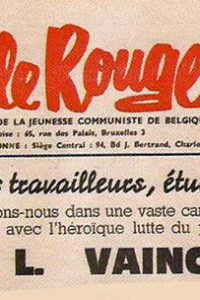 le Rouge
DE LA JEUNESSE COMMUNISTE DE BELGIQU
oise : 65, rue des Palais, Bruxelles 3
ONNE : Siège Central : 94, Bd J. Bertrand, Charle
s travailleurs, étu
ons-nous dans une vaste ca
avec l'héroïque lutte du
L. VAINC